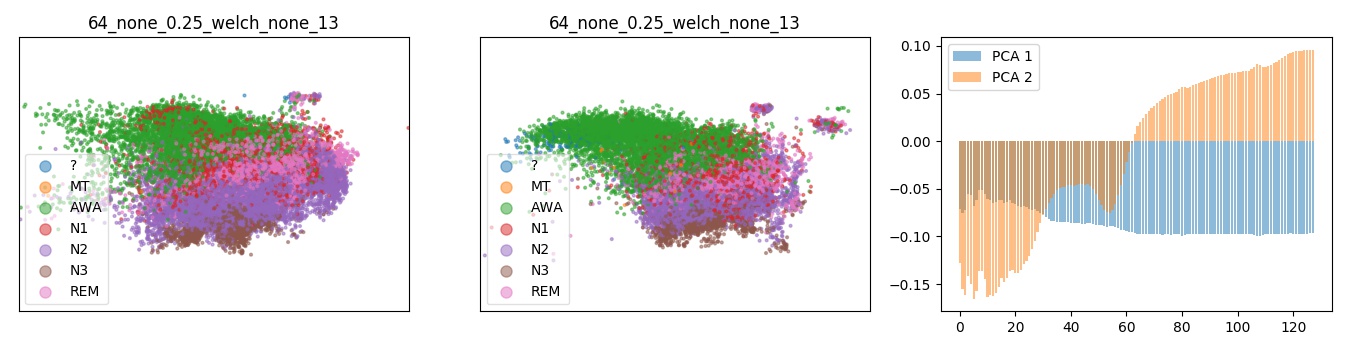 64_none_0.25_welch_none_13
?
MT
AWA
N1
N2
N3
REM
64_none_0.25_welch_none_13
?
MT
AWA
N1
N2
N3
REM
PCA 1
PCA 2
0.10
0.05
0.00
−0.05
−0.10
−0.15
0 20 40 60 80 100 120